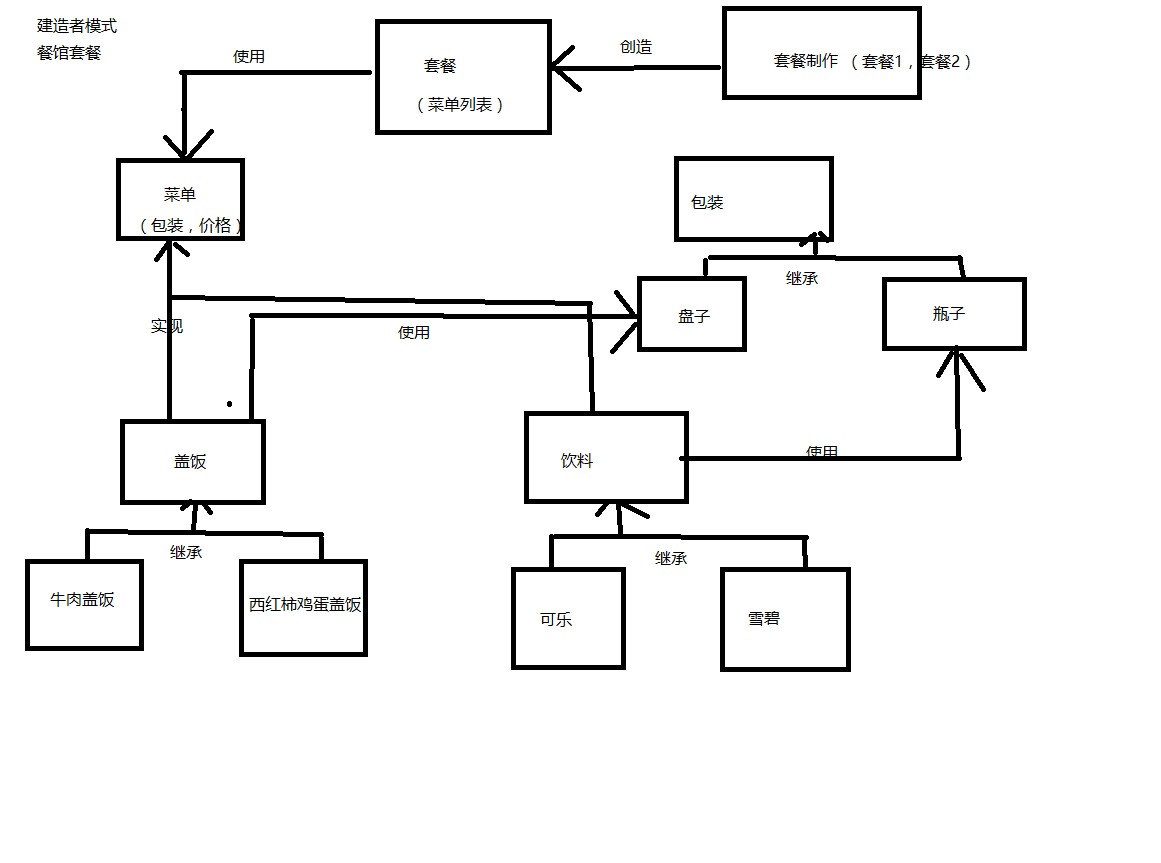 建造者模式
餐馆套餐
使用
套餐
（菜单列表）
创造
套餐制作 （套餐1，套餐2）
菜单
（包装，价格）
包装
继承
实现
使用
盘子
瓶子
盖饭
饮料
使用
继承
继承
牛肉盖饭
西红柿鸡蛋盖饭
可乐
雪碧